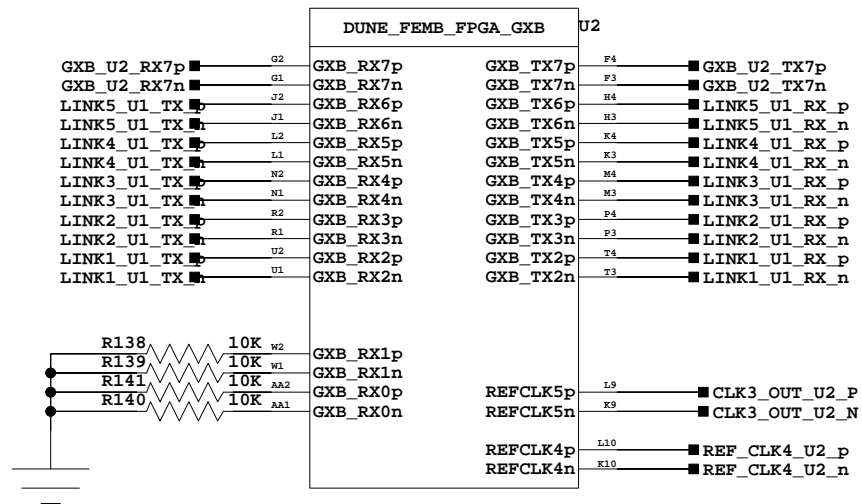 DUNE_FEMB_FPGA_GXB U2
GXB_U2_RX7p G2 GXB_RX7p GXB_TX7p F4 GXB_U2_TX7p
GXB_U2_RX7n G1 GXB_RX7n GXB_TX7n F3 GXB_U2_TX7n
LINK5_U1_TX_p J2 GXB_RX6p GXB_TX6p H4 LINK5_U1_RX_p
LINK5_U1_TX_n J1 GXB_RX6n GXB_TX6n H3 LINK5_U1_RX_n
LINK4_U1_TX_p L2 GXB_RX5p GXB_TX5p K4 LINK4_U1_RX_p
LINK4_U1_TX_n L1 GXB_RX5n GXB_TX5n K3 LINK4_U1_RX_n
LINK3_U1_TX_p N2 GXB_RX4p GXB_TX4p M4 LINK3_U1_RX_p
LINK3_U1_TX_n N1 GXB_RX4n GXB_TX4n M3 LINK3_U1_RX_n
LINK2_U1_TX_p R2 GXB_RX3p GXB_TX3p P4 LINK2_U1_RX_p
LINK2_U1_TX_n R1 GXB_RX3n GXB_TX3n P3 LINK2_U1_RX_n
LINK1_U1_TX_p U2 GXB_RX2p GXB_TX2p T4 LINK1_U1_RX_p
LINK1_U1_TX_n U1 GXB_RX2n GXB_TX2n T3 LINK1_U1_RX_n
R138 10K W2 GXB_RX1p
R139 10K W1 GXB_RX1n
R141 10K AA2 GXB_RX0p REFCLK5p L9 CLK3_OUT_U2_P
R140 10K AA1 GXB_RX0n REFCLK5n K9 CLK3_OUT_U2_N
REFCLK4p L10 REF_CLK4_U2_p
REFCLK4n K10 REF_CLK4_U2_n